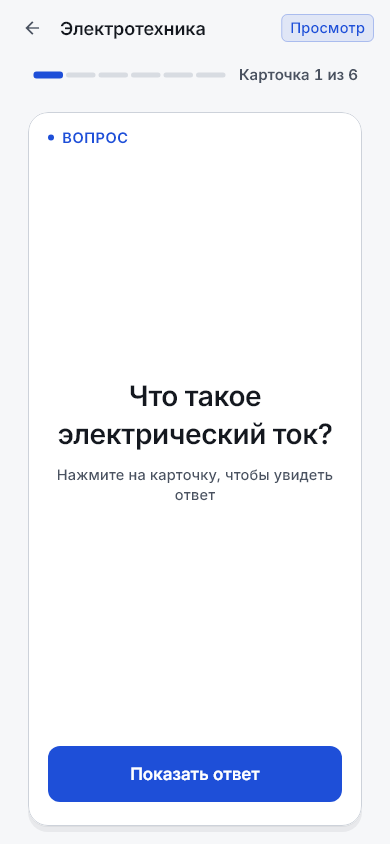 Электротехника
Просмотр
Карточка 1 из 6
ВОПРОС
Что такое
электрический ток?
Нажмите на карточку, чтобы увидеть
ответ
Показать ответ